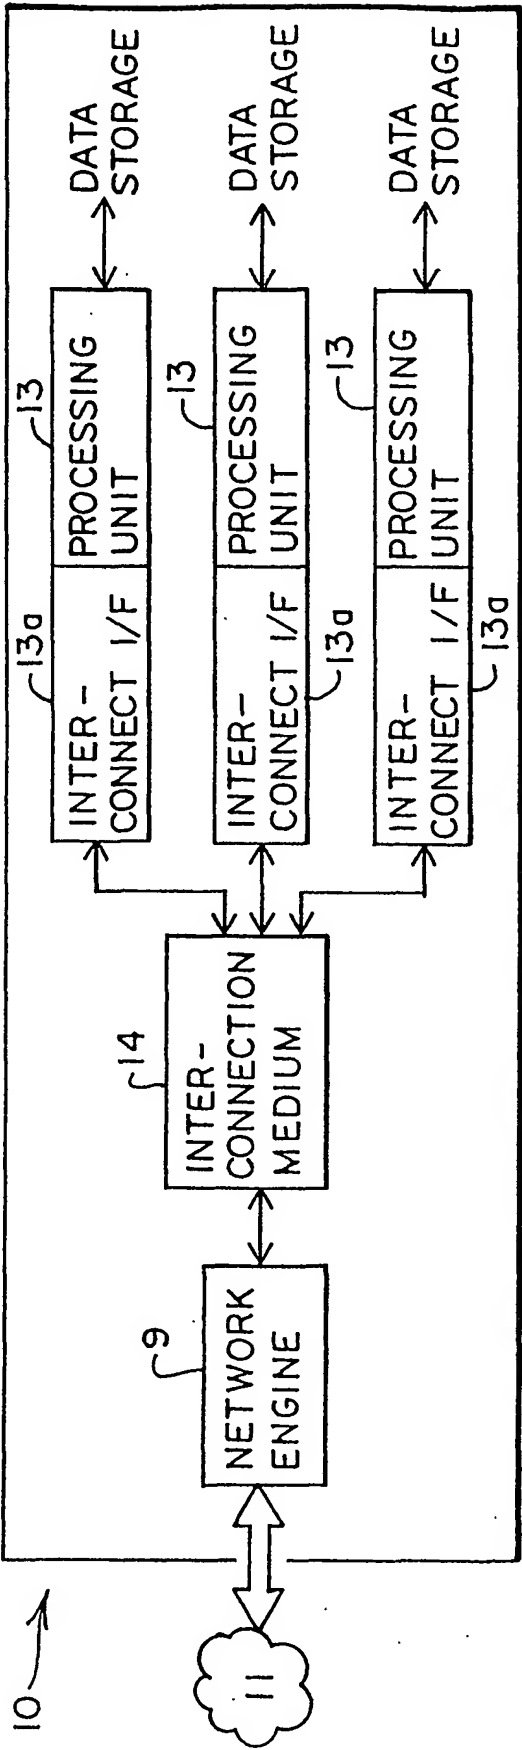 10
11
9
NETWORK
ENGINE
14
INTER-
CONNECTION
MEDIUM
13a
INTER-
CONNECT I/F
13
PROCESSING
UNIT
DATA
STORAGE
INTER-
CONNECT I/F
13a
13
PROCESSING
UNIT
DATA
STORAGE
INTER-
CONNECT I/F
13a
13
PROCESSING
UNIT
DATA
STORAGE